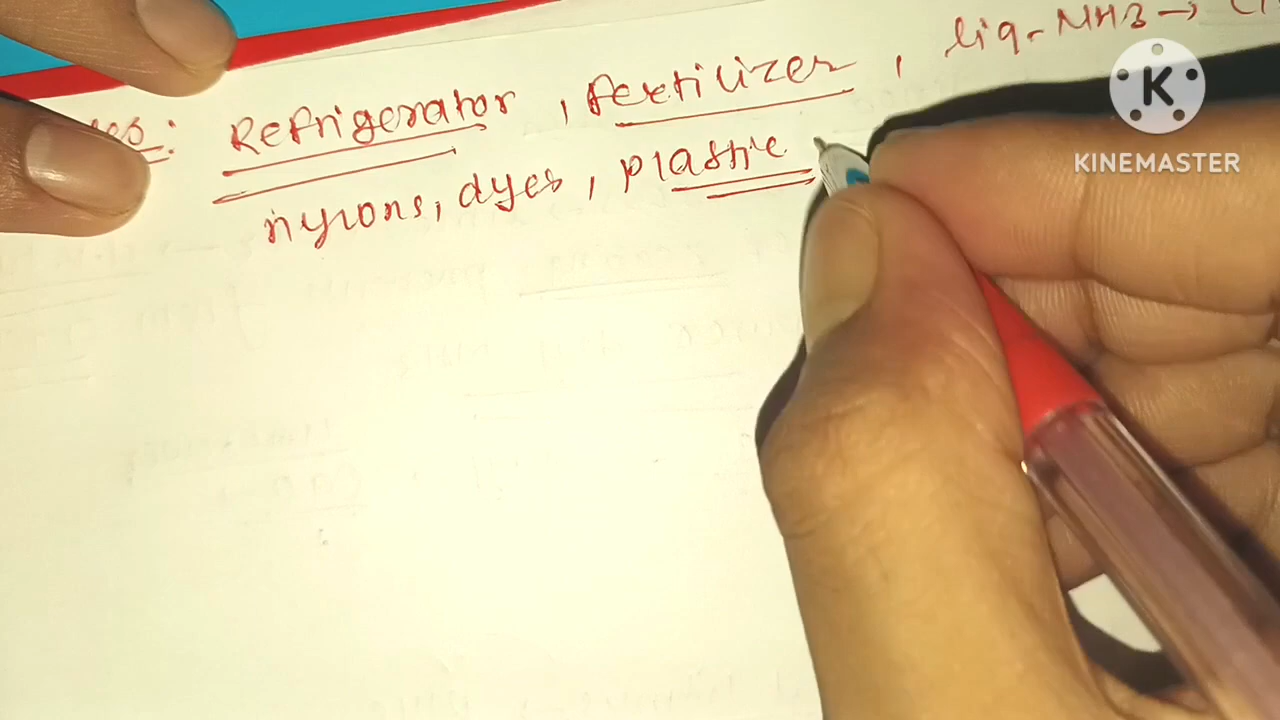 Refrigerator, Fertilizer, liq-NH3→
nylons, dyes, plastic
K
KINEMASTER